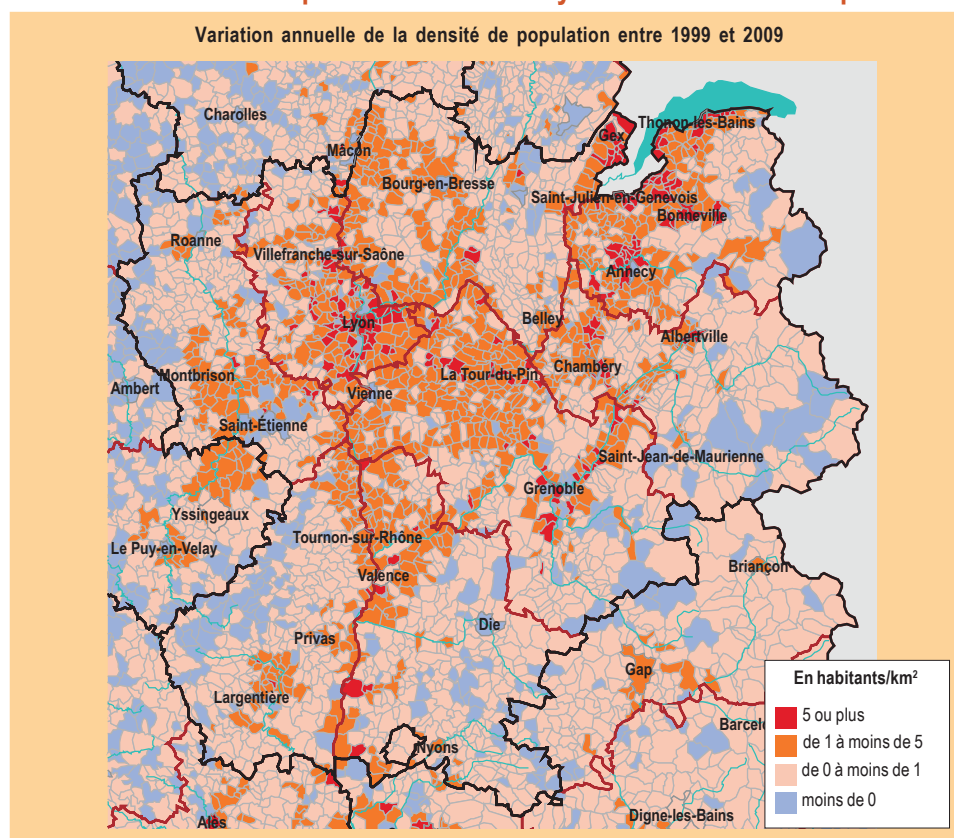 Variation annuelle de la densité de population entre 1999 et 2009
Charolles
Thonon-les-Bains
Gex
Mâcon
Bourg-en-Bresse
Saint-Julien-en-Genevois
Bonneville
Roanne
Villefranche-sur-Saône
Annecy
Lyon
Belley
Albertville
Chambéry
Montbrison
La Tour-du-Pin
Ambert
Vienne
Saint-Étienne
Saint-Jean-de-Maurienne
Grenoble
Yssingeaux
Tournon-sur-Rhône
Le Puy-en-Velay
Briançon
Valence
Die
Privas
Gap
Largentière
En habitants/km²
5 ou plus
de 1 à moins de 5
de 0 à moins de 1
moins de 0
Barcelo
Nyons
Digne-les-Bains
Alès